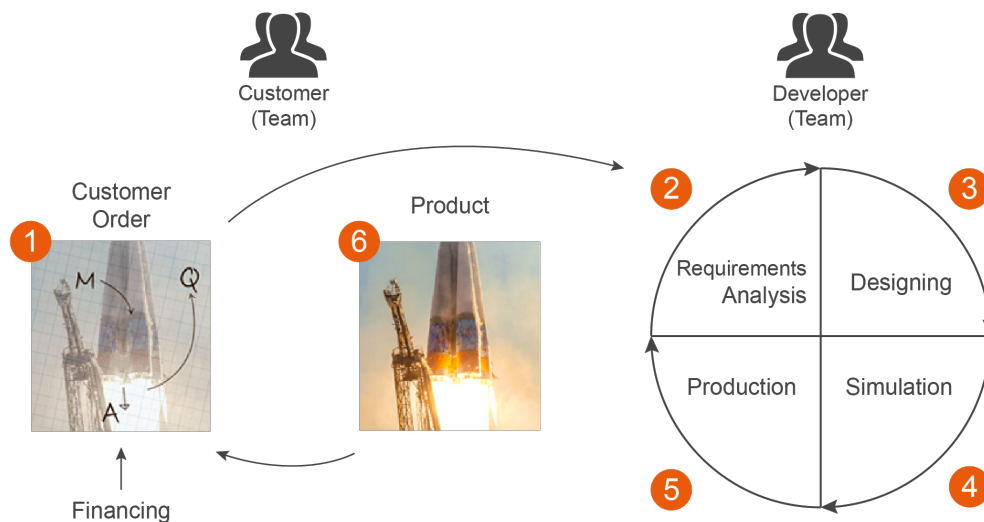 Customer
(Team)
Developer
(Team)
Customer
Order
Product
1
M
Q
A
6
2
3
Requirements
Analysis
Designing
Production
Simulation
5
4
Financing